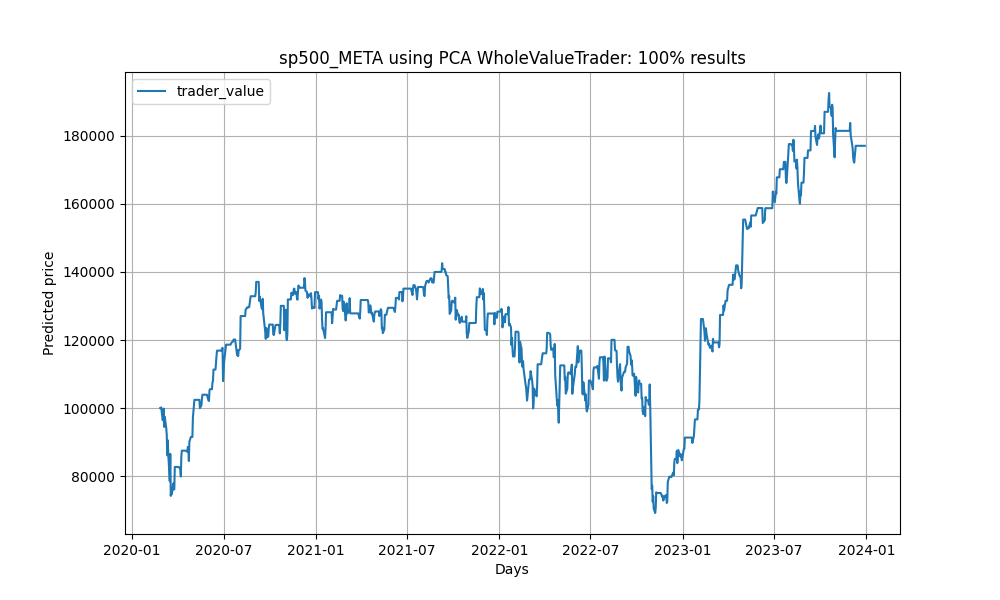 sp500_META using PCA WholeValueTrader: 100% results
trader_value
180000
160000
140000
120000
100000
80000
Predicted price
2020-01 2020-07 2021-01 2021-07 2022-01 2022-07 2023-01 2023-07 2024-01
Days